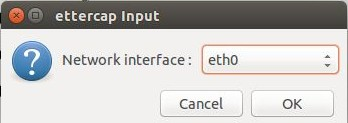 ettercap Input
Network interface : eth0
Cancel OK